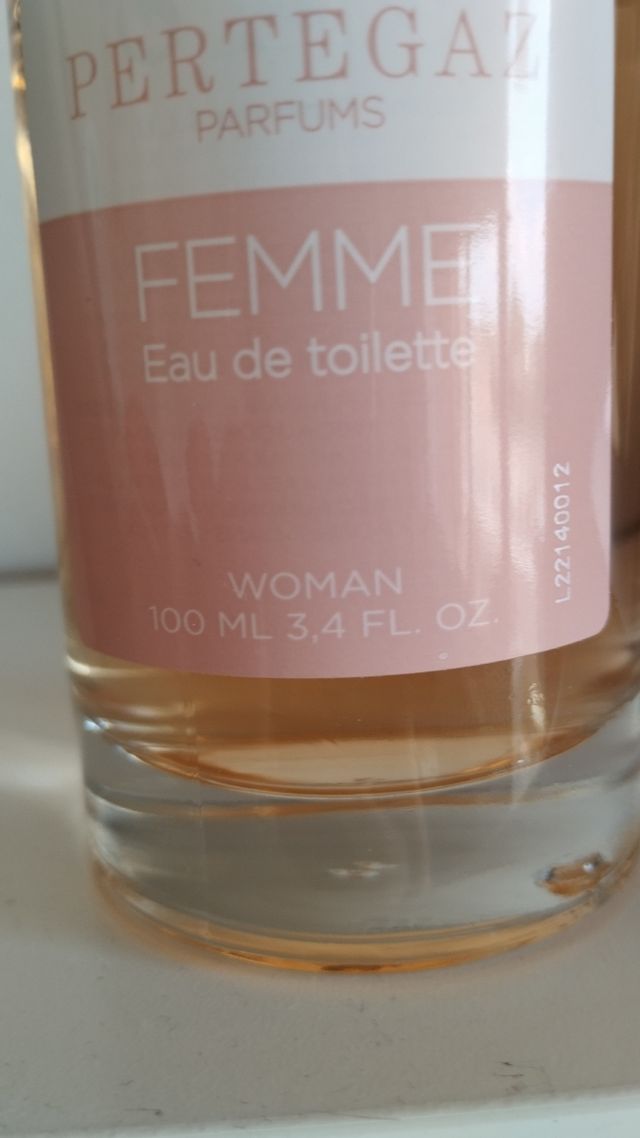 PERTEGAZ
PARFUMS
FEMME
Eau de toilette
WOMAN
100 ML 3,4 FL. OZ.
L22140012